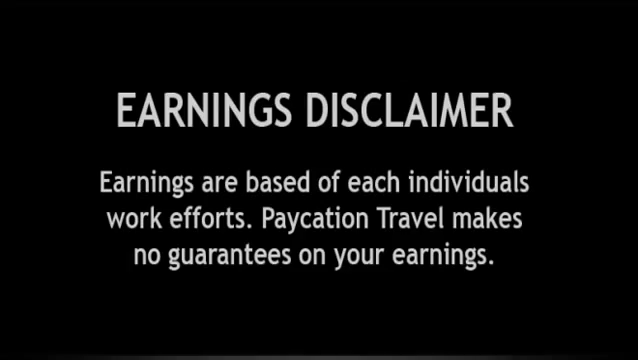 EARNINGS DISCLAIMER
Earnings are based of each individuals
work efforts. Paycation Travel makes
no guarantees on your earnings.